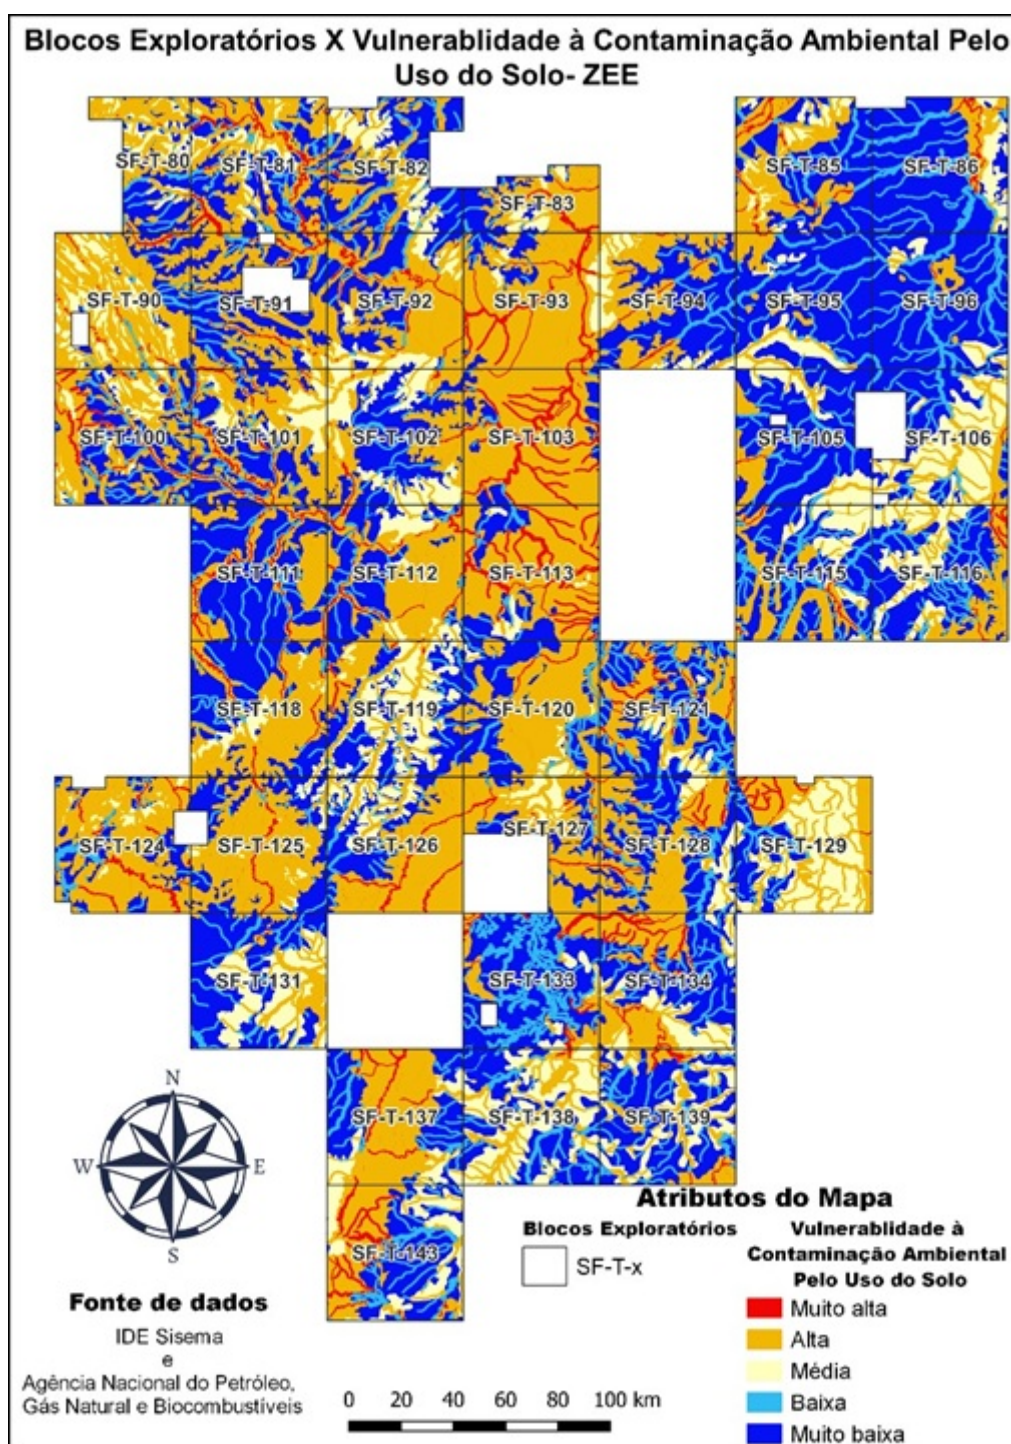 Blocos Exploratórios X Vulnerablidade à Contaminação Ambiental Pelo
Uso do Solo- ZEE
SF-T-80
SF-T-81
SF-T-82
SF-T-83
SF-T-85
SF-T-86
SF-T-90
SF-T-91
SF-T-92
SF-T-93
SF-T-94
SF-T-95
SF-T-96
SF-T-100
SF-T-101
SF-T-102
SF-T-103
SF-T-105
SF-T-106
SF-T-111
SF-T-112
SF-T-113
SF-T-115
SF-T-116
SF-T-118
SF-T-119
SF-T-120
SF-T-121
SF-T-124
SF-T-125
SF-T-126
SF-T-127
SF-T-128
SF-T-129
SF-T-131
SF-T-133
SF-T-134
SF-T-137
SF-T-138
SF-T-139
SF-T-143
N
W
E
S
Fonte de dados
IDE Sisema
e
Agência Nacional do Petróleo,
Gás Natural e Biocombustíveis
0 20 40 60 80 100 km
Atributos do Mapa
Blocos Exploratórios
SF-T-x
Vulnerablidade à
Contaminação Ambiental
Pelo Uso do Solo
Muito alta
Alta
Média
Baixa
Muito baixa